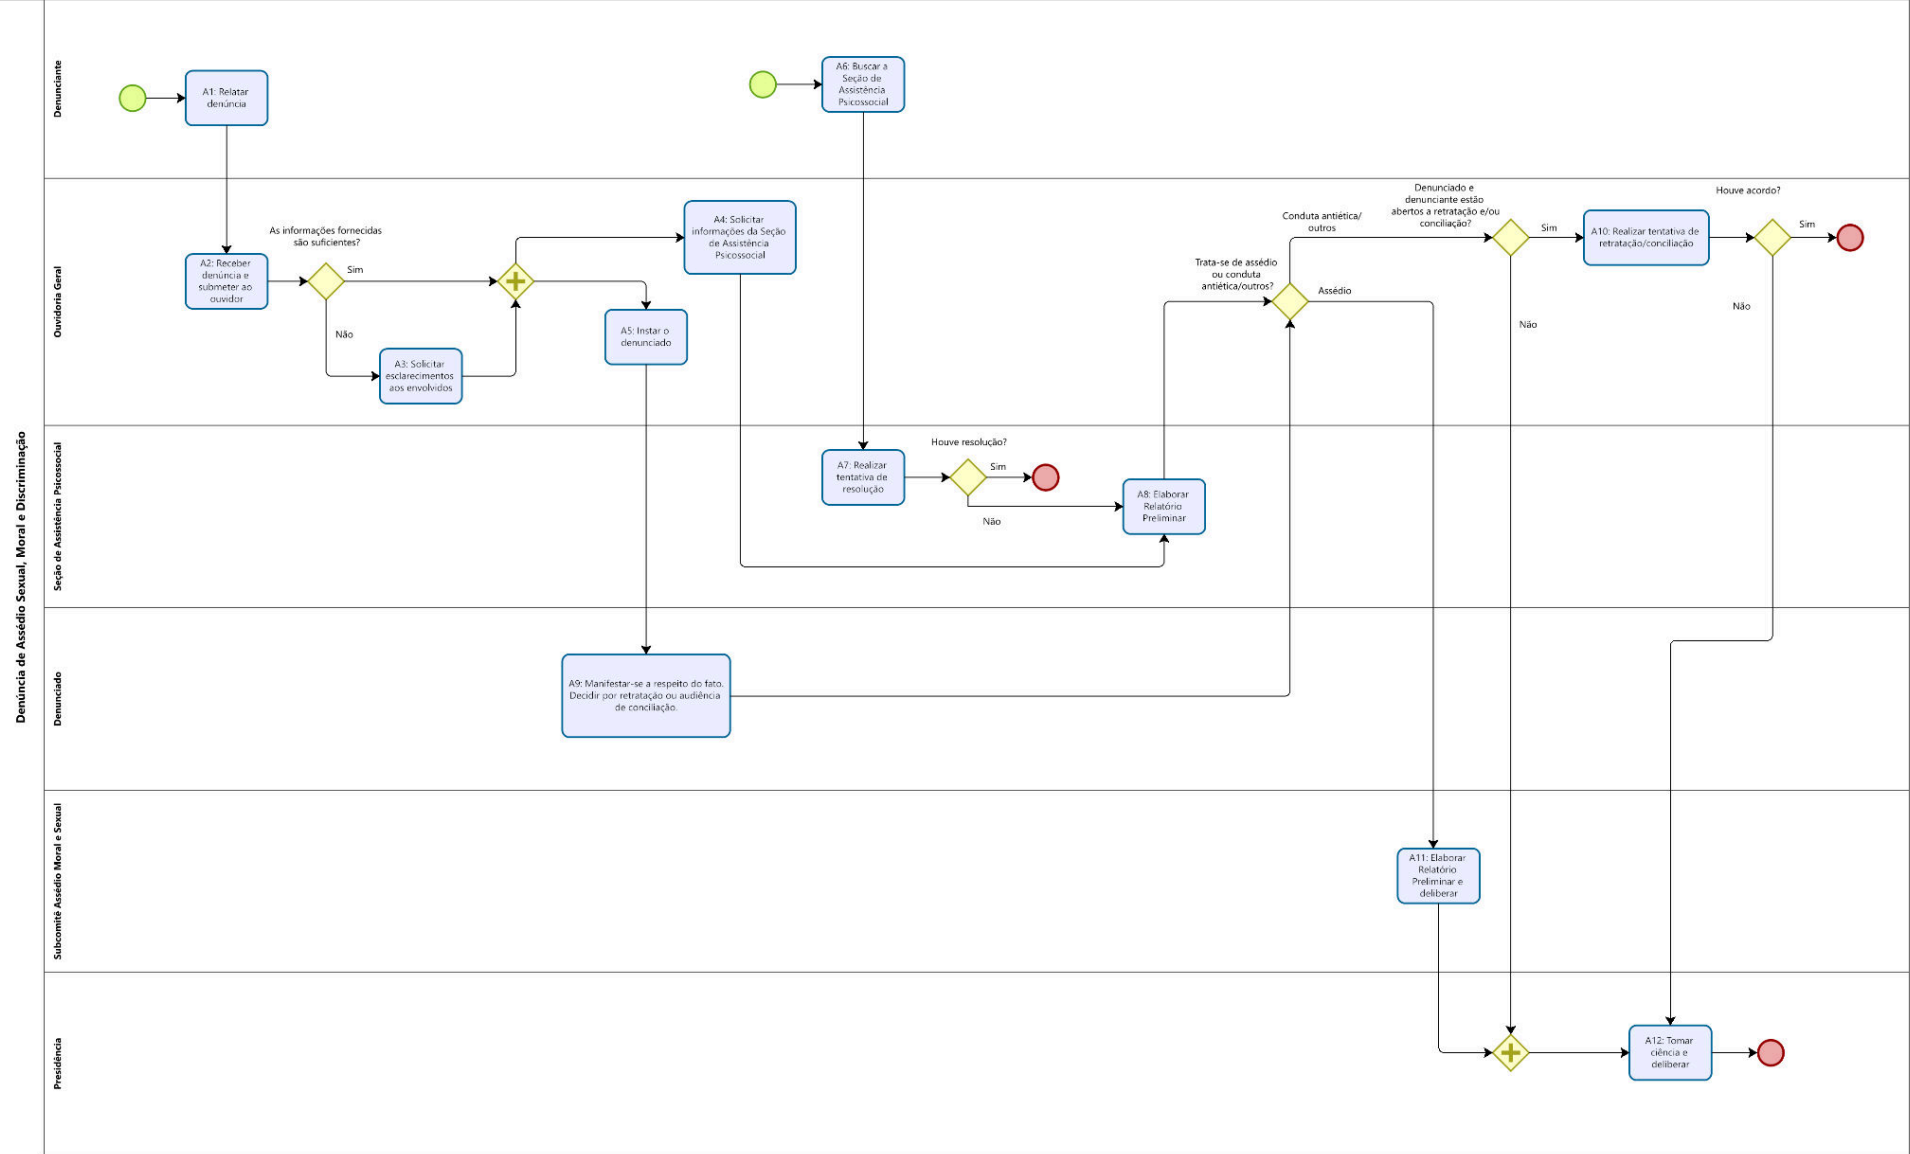 Denúncia de Assédio Sexual, Moral e Discriminação
Denunciante
A1: Relatar
denúncia
A6: Buscar a
Seção de
Assistência
Psicossocial
Ouvidoria Geral
A2: Receber
denúncia e
submeter ao
ouvidor
As informações fornecidas
são suficientes?
Sim
Não
A3: Solicitar
esclarecimentos
aos envolvidos
A4: Solicitar
informações da Seção
de Assistência
Psicossocial
A5: Instar o
denunciado
Trata-se de assédio
ou conduta
antiética/outros?
Conduta antiética/
outros
Assédio
Denunciado e
denunciante estão
abertos a retratação e/ou
conciliação?
Sim
Não
A10: Realizar tentativa de
retratação/conciliação
Houve acordo?
Sim
Não
Seção de Assistência Psicossocial
A7: Realizar
tentativa de
resolução
Houve resolução?
Sim
Não
A8: Elaborar
Relatório
Preliminar
Denunciado
A9: Manifestar-se a respeito do fato.
Decidir por retratação ou audiência
de conciliação.
Subcomitê Assédio Moral e Sexual
A11: Elaborar
Relatório
Preliminar e
deliberar
Presidência
A12: Tomar
ciência e
deliberar